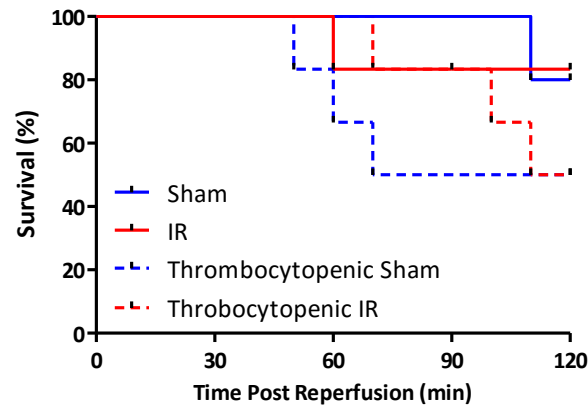 100
80
60
40
20
0
Survival (%)
Sham
IR
Thrombocytopenic Sham
Throbocytopenic IR
0 30 60 90 120
Time Post Reperfusion (min)